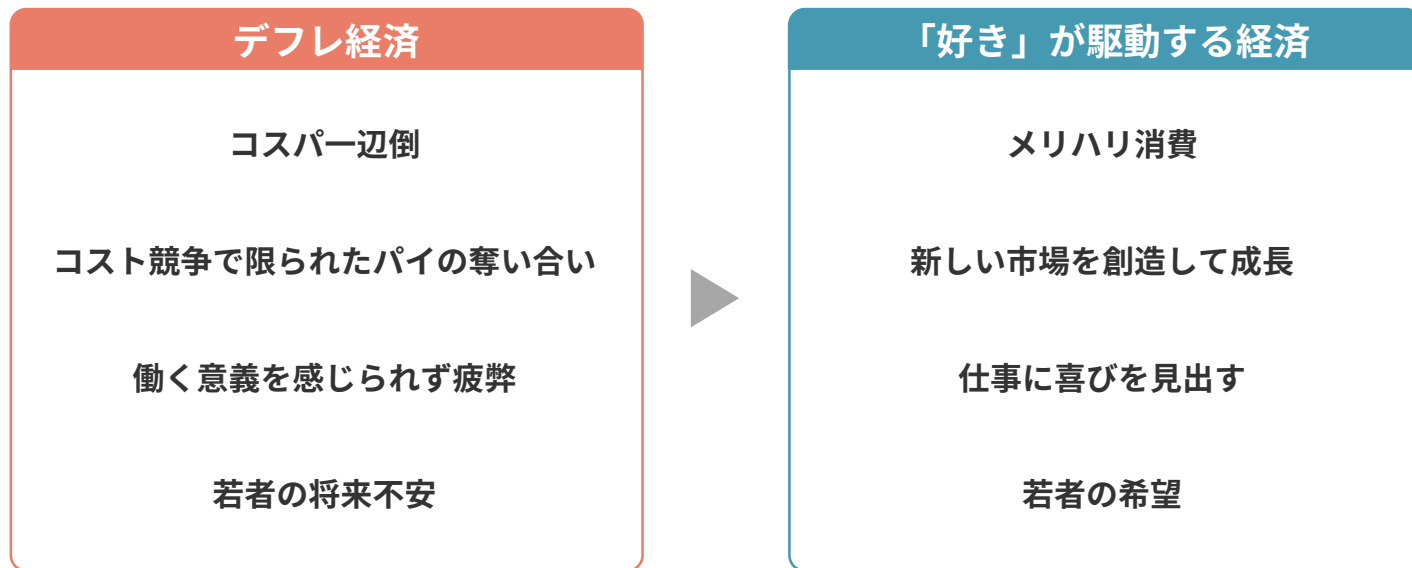 デフレ経済
コスパ一辺倒
コスト競争で限られたパイの奪い合い
働く意義を感じられず疲弊
若者の将来不安
「好き」が駆動する経済
メリハリ消費
新しい市場を創造して成長
仕事に喜びを見出す
若者の希望